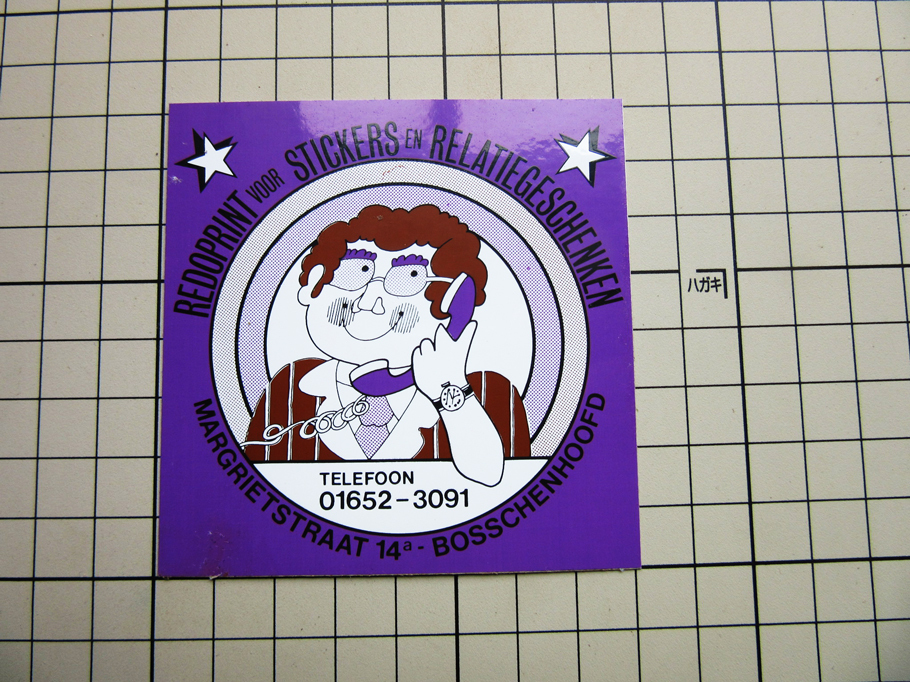 REDOPRINT VOOR STICKERS EN RELATIEGESCHENKEN
TELEFOON
01652-3091
MARGRIETSTRAAT 14a - BOSSCHENHOOFD
ハガキ